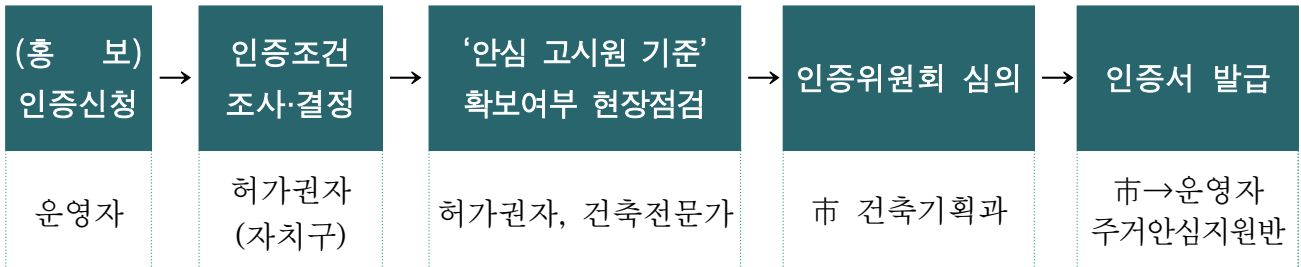 (홍 보)
인증신청
→
인증조건
조사·결정
→
‘안심 고시원 기준’
확보여부 현장점검
→
인증위원회 심의
→
인증서 발급
운영자
허가권자
(자치구)
허가권자, 건축전문가
市 건축기획과
市→운영자
주거안심지원반